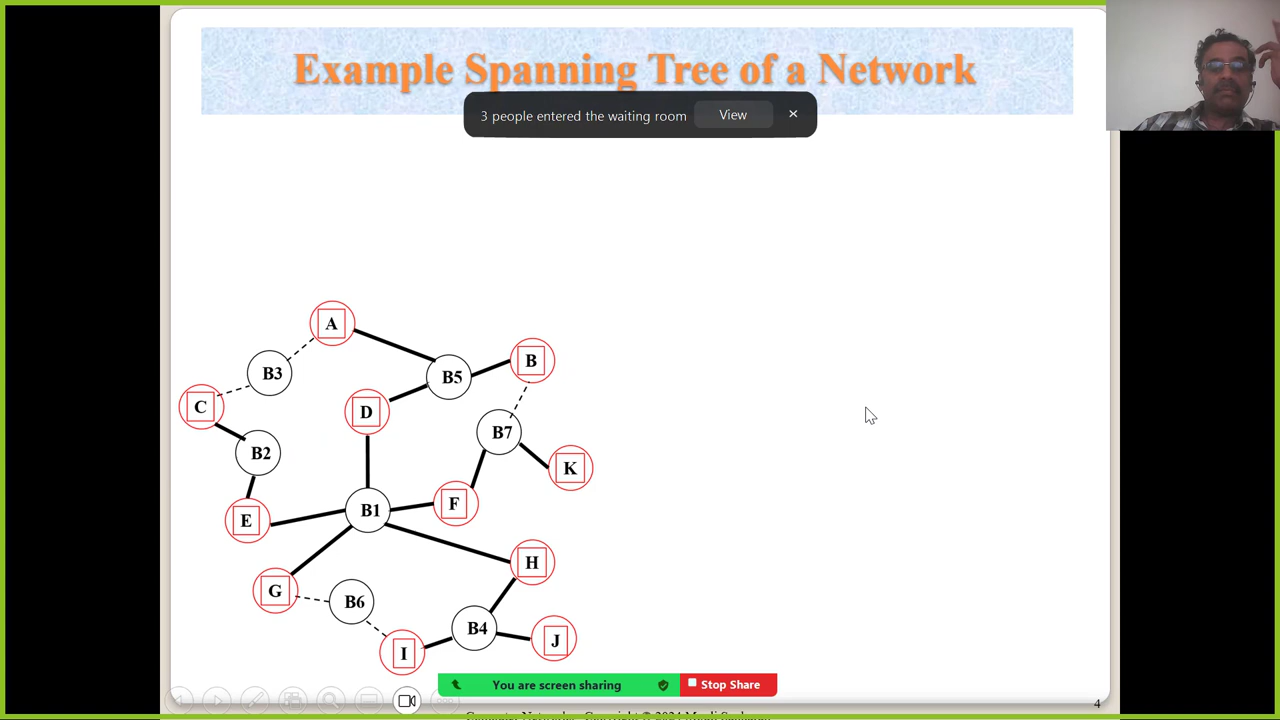 Example Spanning Tree of a Network
3 people entered the waiting room View
A
B3
B5
B
C
D
B7
B2
K
E
B1
F
H
G
B6
B4
J
I
You are screen sharing Stop Share
4